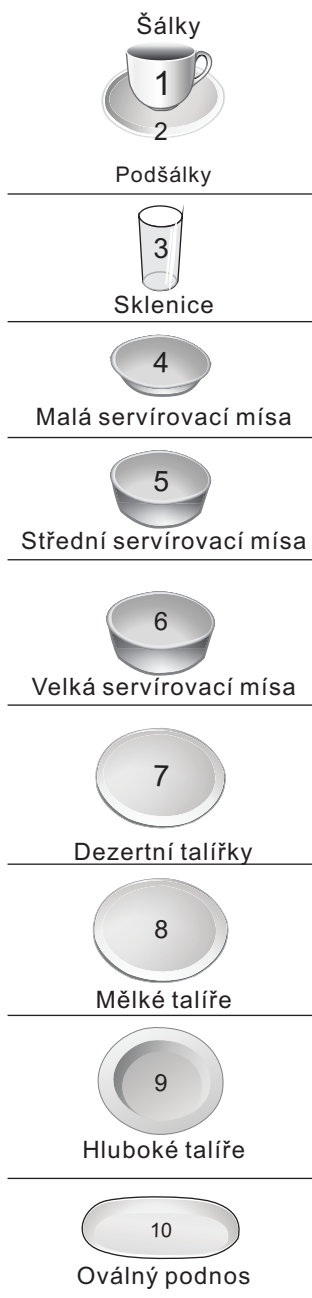 Šálky
1
2
Podšálky
3
Sklenice
4
Malá servírovací mísa
5
Střední servírovací mísa
6
Velká servírovací mísa
7
Dezertní talířky
8
Mělké talíře
9
Hluboké talíře
10
Oválný podnos